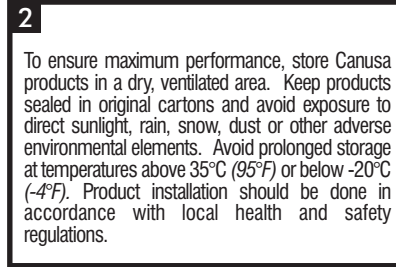 2
To ensure maximum performance, store Canusa
products in a dry, ventilated area.  Keep products
sealed in original cartons and avoid exposure to
direct sunlight, rain, snow, dust or other adverse
environmental elements.  Avoid prolonged storage
at temperatures above 35°C (95°F) or below -20°C
(-4°F). Product installation should be done in
accordance with local health and safety
regulations.